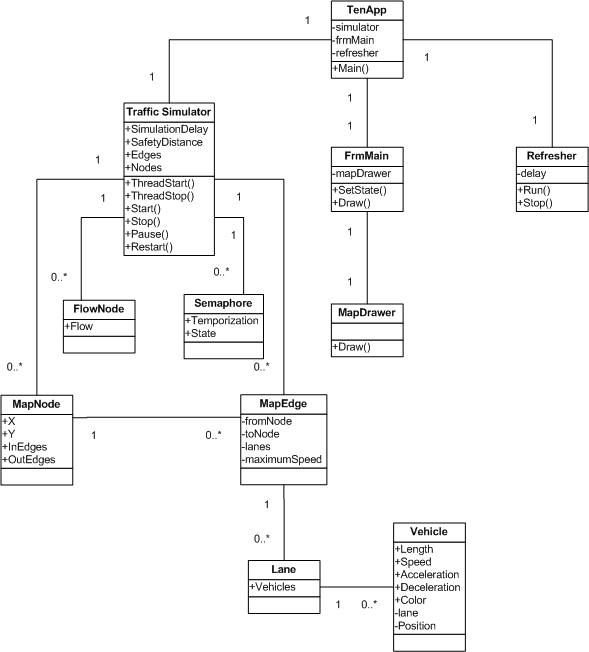 TenApp
-simulator
-frmMain
-refresher
+Main()
1
1
1
1
1
1
Traffic Simulator
+SimulationDelay
+SafetyDistance
+Edges
+Nodes
+ThreadStart()
+ThreadStop()
+Start()
+Stop()
+Pause()
+Restart()
FrmMain
-mapDrawer
+SetState()
+Draw()
Refresher
-delay
+Run()
+Stop()
1
1
1
1
0..*
0..*
0..*
0..*
1
1
FlowNode
+Flow
Semaphore
+Temporization
+State
MapDrawer
+Draw()
MapNode
+X
+Y
+InEdges
+OutEdges
1
0..*
MapEdge
-fromNode
-toNode
-lanes
-maximumSpeed
1
0..*
Lane
+Vehicles
1
0..*
Vehicle
+Length
+Speed
+Acceleration
+Deceleration
+Color
-lane
-Position